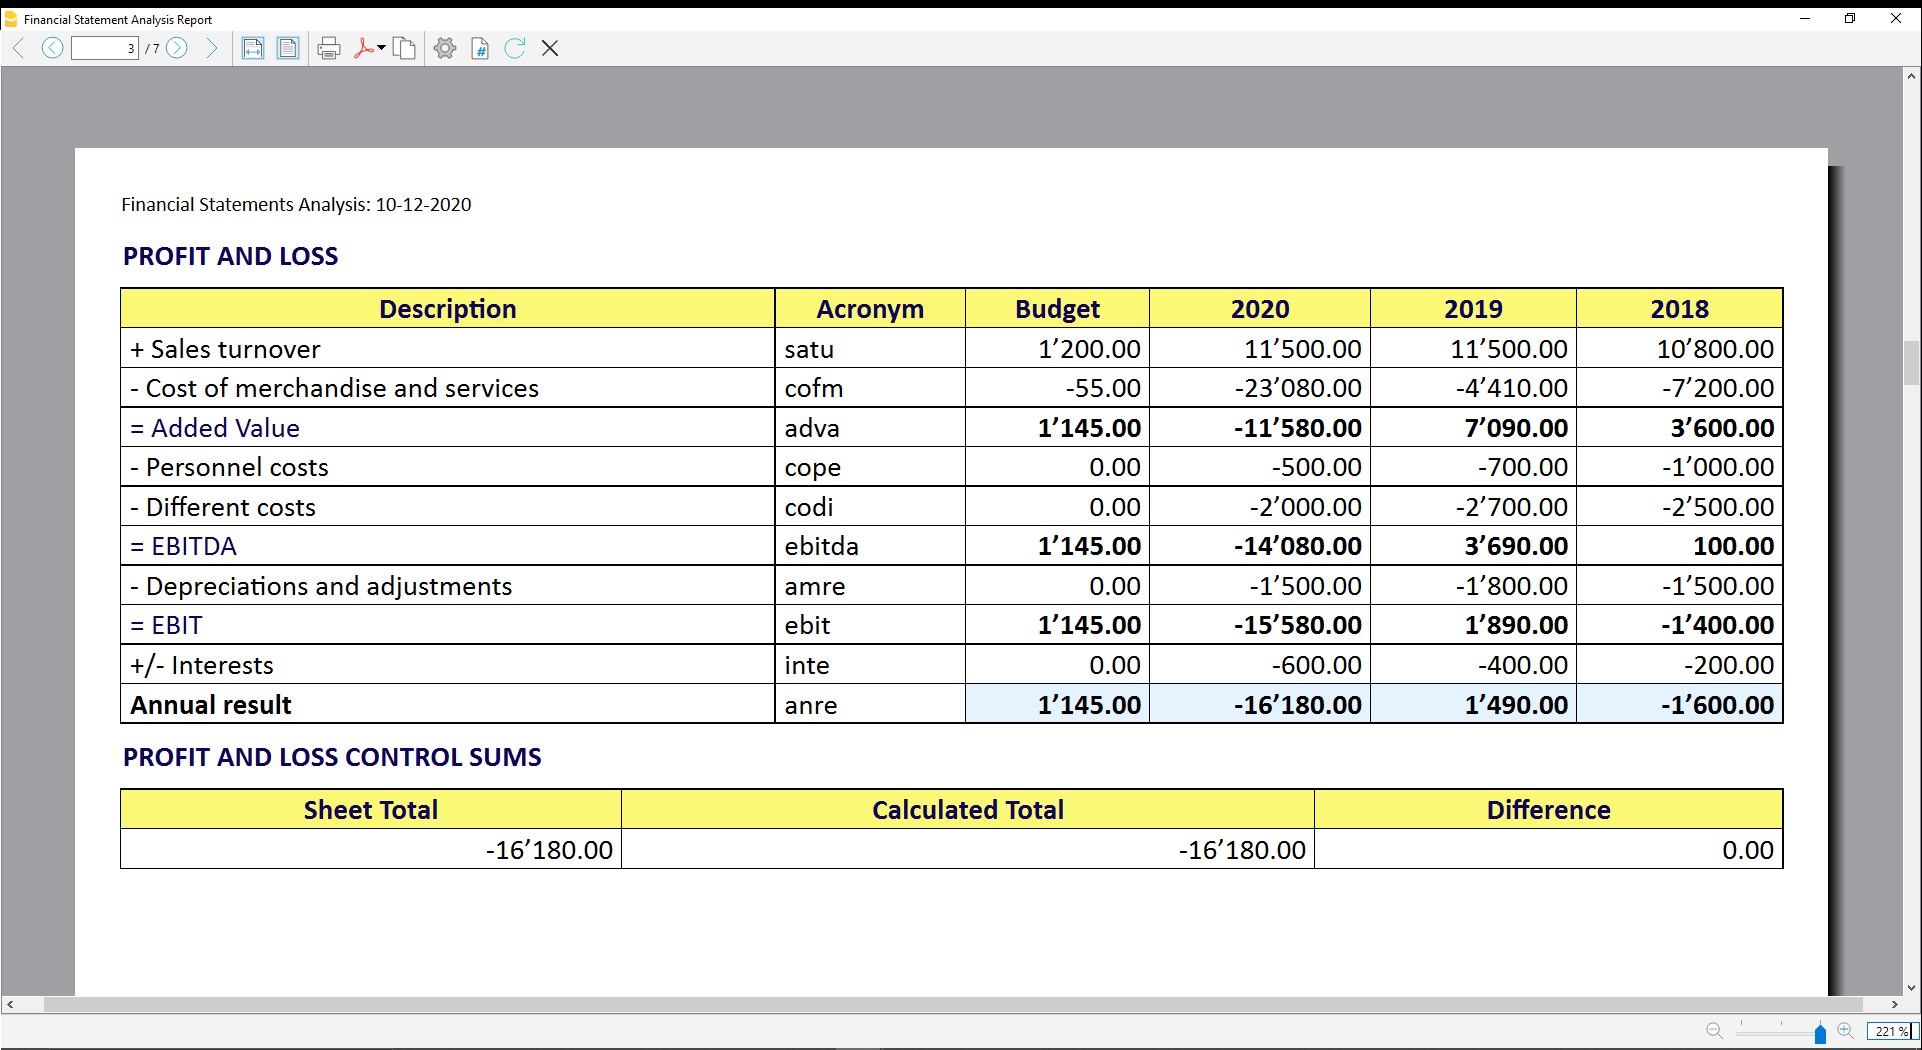 Financial Statement Analysis Report
3 / 7
Financial Statements Analysis: 10-12-2020
PROFIT AND LOSS
Description Acronym Budget 2020 2019 2018
+ Sales turnover satu 1’200.00 11’500.00 11’500.00 10’800.00
- Cost of merchandise and services cofm -55.00 -23’080.00 -4’410.00 -7’200.00
= Added Value adva 1’145.00 -11’580.00 7’090.00 3’600.00
- Personnel costs cope 0.00 -500.00 -700.00 -1’000.00
- Different costs codi 0.00 -2’000.00 -2’700.00 -2’500.00
= EBITDA ebitda 1’145.00 -14’080.00 3’690.00 100.00
- Depreciations and adjustments amre 0.00 -1’500.00 -1’800.00 -1’500.00
= EBIT ebit 1’145.00 -15’580.00 1’890.00 -1’400.00
+/- Interests inte 0.00 -600.00 -400.00 -200.00
Annual result anre 1’145.00 -16’180.00 1’490.00 -1’600.00
PROFIT AND LOSS CONTROL SUMS
Sheet Total Calculated Total Difference
-16’180.00 -16’180.00 0.00
221 %